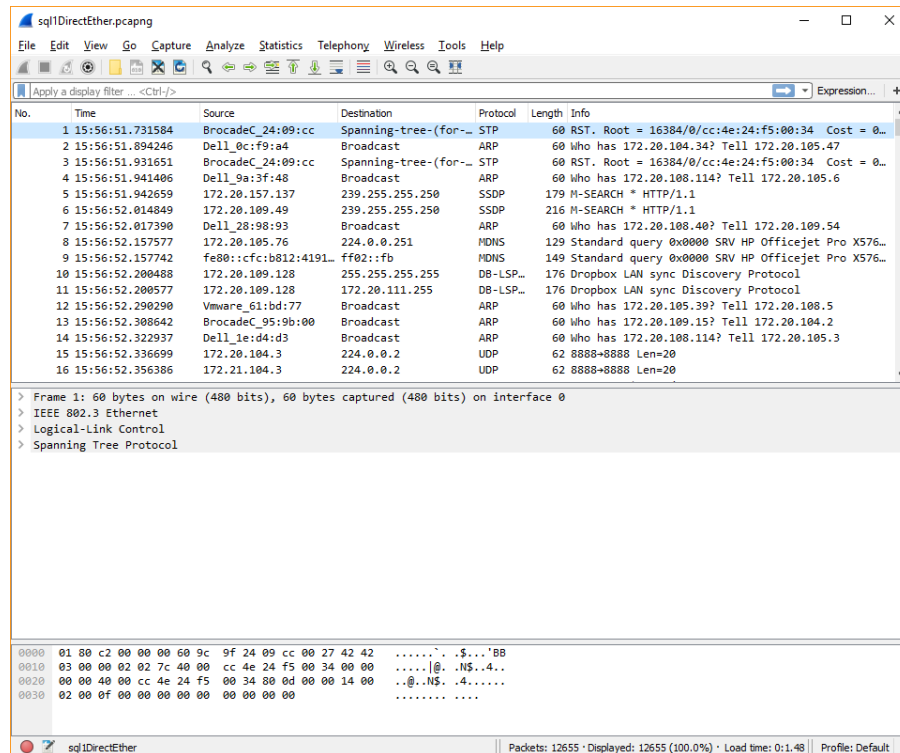 sql1DirectEther.pcapng
File Edit View Go Capture Analyze Statistics Telephony Wireless Tools Help
Apply a display filter ... <Ctrl-/> Expression... +
No. Time Source Destination Protocol Length Info
1 15:56:51.731584 BrocadeC_24:09:cc Spanning-tree-(for-… STP 60 RST. Root = 16384/0/cc:4e:24:f5:00:34 Cost = 0…
2 15:56:51.894246 Dell_0c:f9:a4 Broadcast ARP 60 Who has 172.20.104.34? Tell 172.20.105.47
3 15:56:51.931651 BrocadeC_24:09:cc Spanning-tree-(for-… STP 60 RST. Root = 16384/0/cc:4e:24:f5:00:34 Cost = 0…
4 15:56:51.941406 Dell_9a:3f:48 Broadcast ARP 60 Who has 172.20.108.114? Tell 172.20.105.6
5 15:56:51.942659 172.20.157.137 239.255.255.250 SSDP 179 M-SEARCH * HTTP/1.1
6 15:56:52.014849 172.20.109.49 239.255.255.250 SSDP 216 M-SEARCH * HTTP/1.1
7 15:56:52.017390 Dell_28:98:93 Broadcast ARP 60 Who has 172.20.108.40? Tell 172.20.109.54
8 15:56:52.157577 172.20.105.76 224.0.0.251 MDNS 129 Standard query 0x0000 SRV HP Officejet Pro X576…
9 15:56:52.157742 fe80::cfc:b812:4191… ff02::fb MDNS 149 Standard query 0x0000 SRV HP Officejet Pro X576…
10 15:56:52.200488 172.20.109.128 255.255.255.255 DB-LSP… 176 Dropbox LAN sync Discovery Protocol
11 15:56:52.200577 172.20.109.128 172.20.111.255 DB-LSP… 176 Dropbox LAN sync Discovery Protocol
12 15:56:52.290290 Vmware_61:bd:77 Broadcast ARP 60 Who has 172.20.105.39? Tell 172.20.108.5
13 15:56:52.308642 BrocadeC_95:9b:00 Broadcast ARP 60 Who has 172.20.109.15? Tell 172.20.104.2
14 15:56:52.322937 Dell_1e:d4:d3 Broadcast ARP 60 Who has 172.20.108.114? Tell 172.20.105.3
15 15:56:52.336699 172.20.104.3 224.0.0.2 UDP 62 8888→8888 Len=20
16 15:56:52.356386 172.21.104.3 224.0.0.2 UDP 62 8888→8888 Len=20
> Frame 1: 60 bytes on wire (480 bits), 60 bytes captured (480 bits) on interface 0
> IEEE 802.3 Ethernet
> Logical-Link Control
> Spanning Tree Protocol
0000 01 80 c2 00 00 00 60 9c 9f 24 09 cc 00 27 42 42 ......`. .$...'BB
0010 03 00 00 02 02 7c 40 00 cc 4e 24 f5 00 34 00 00 .....|@. .N$..4..
0020 00 00 40 00 cc 4e 24 f5 00 34 80 0d 00 00 14 00 ..@..N$. .4......
0030 02 00 0f 00 00 00 00 00 00 00 00 00 ........ ....
sql1DirectEther Packets: 12655 · Displayed: 12655 (100.0%) · Load time: 0:1.48 Profile: Default